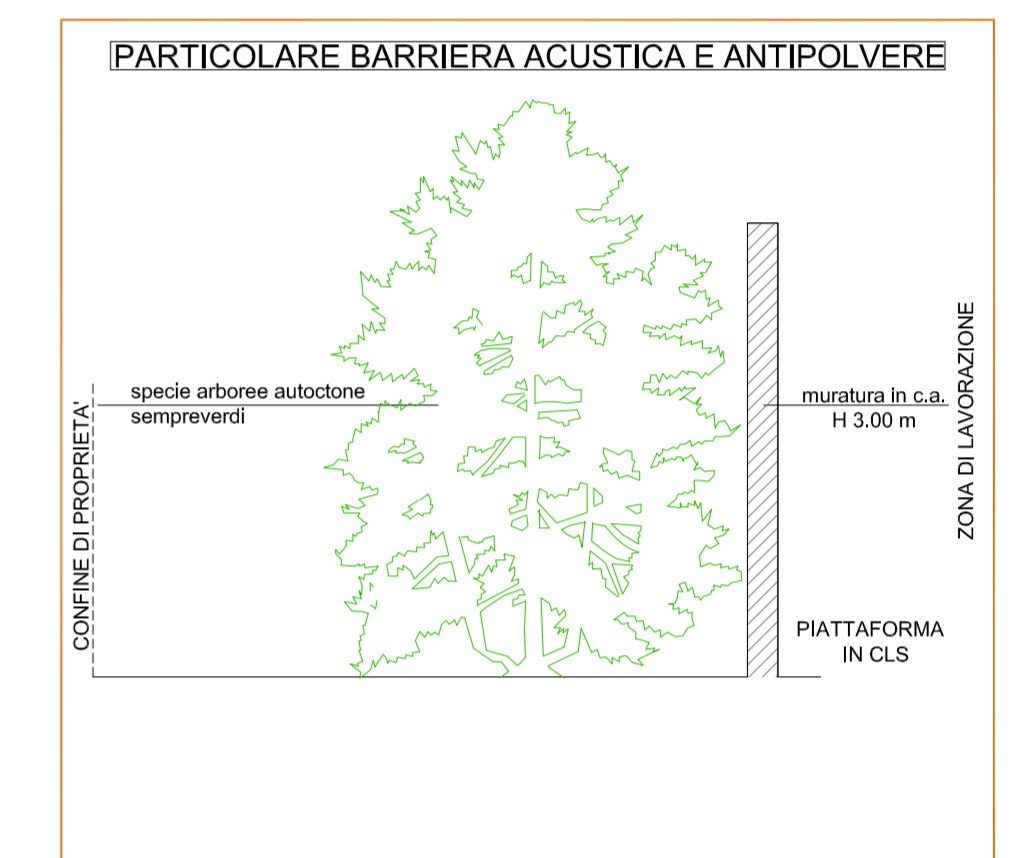 PARTICOLARE BARRIERA ACUSTICA E ANTIPOLVERE
CONFINE DI PROPRIETA'
specie arboree autoctone
sempreverdi
muratura in c.a.
H 3.00 m
ZONA DI LAVORAZIONE
PIATTAFORMA
IN CLS